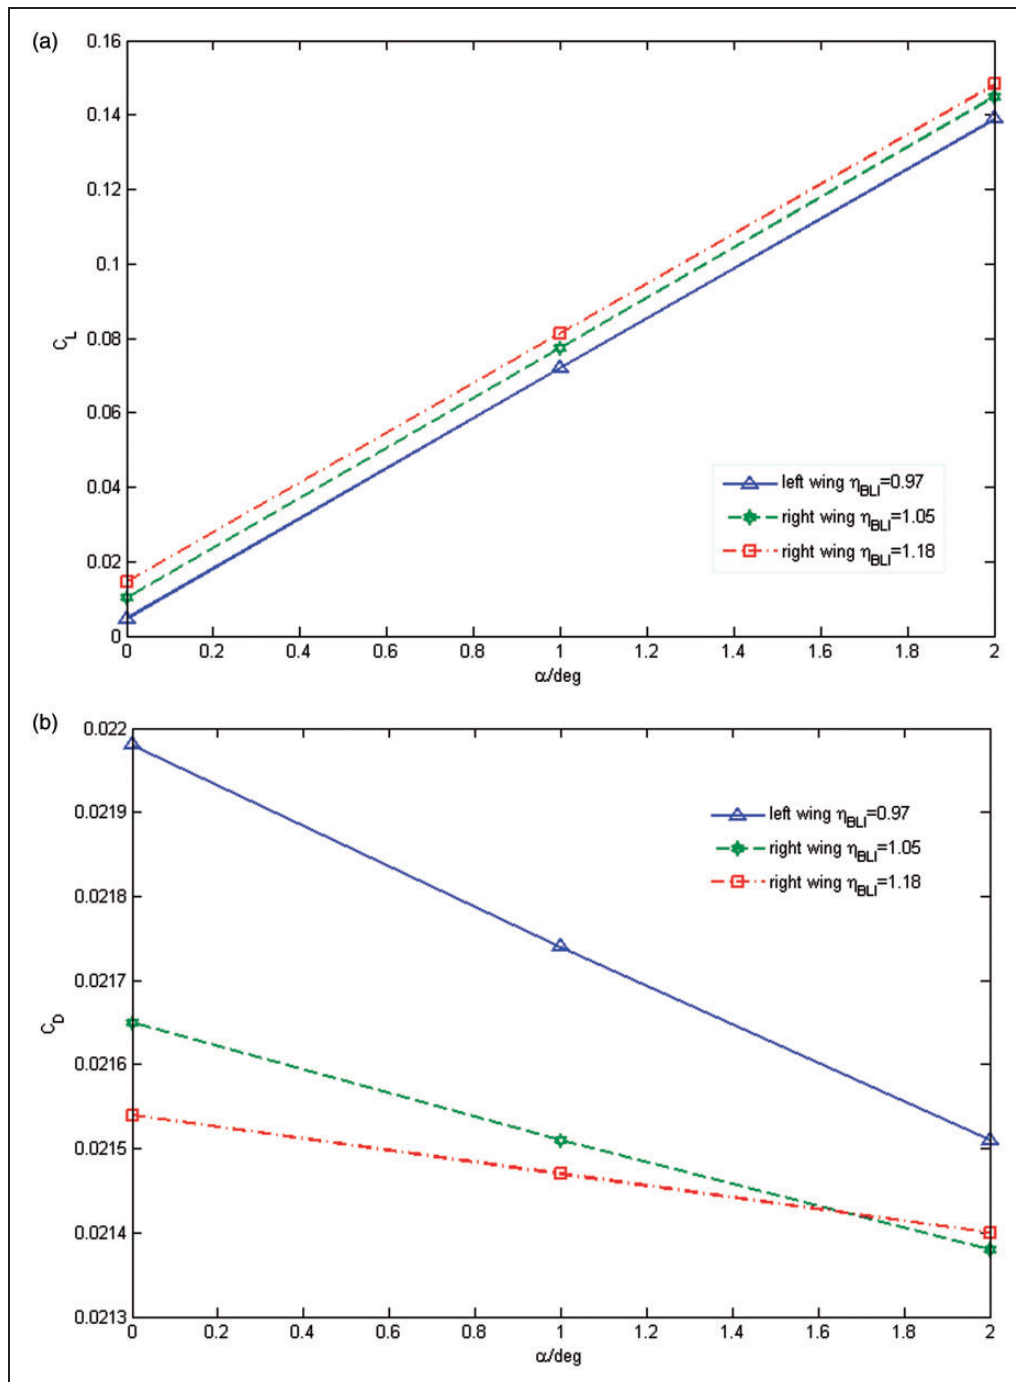 (a)
0.16
0.14
0.12
0.1
0.08
0.06
0.04
0.02
0
C_L
0 0.2 0.4 0.6 0.8 1 1.2 1.4 1.6 1.8 2
α/deg
left wing η_BLI=0.97
right wing η_BLI=1.05
right wing η_BLI=1.18
(b)
0.022
0.0219
0.0218
0.0217
0.0216
0.0215
0.0214
0.0213
C_D
0 0.2 0.4 0.6 0.8 1 1.2 1.4 1.6 1.8 2
α/deg
left wing η_BLI=0.97
right wing η_BLI=1.05
right wing η_BLI=1.18